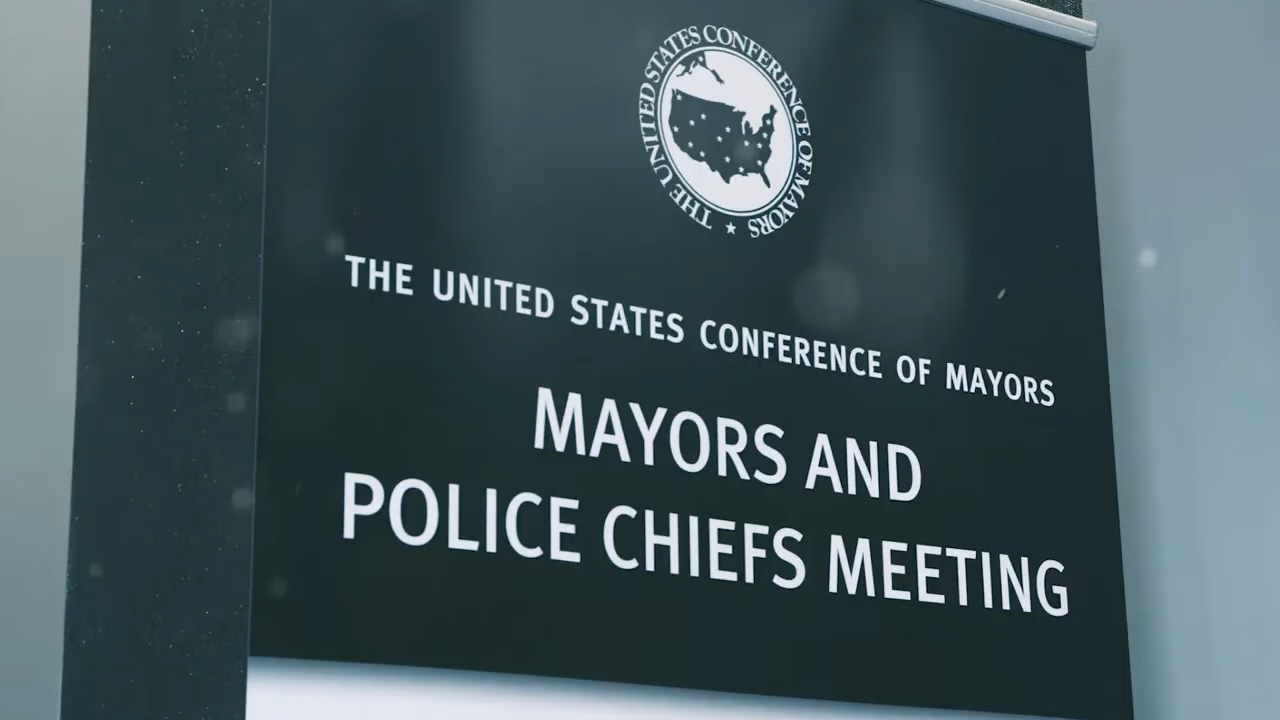 THE UNITED STATES CONFERENCE OF MAYORS
THE UNITED STATES CONFERENCE OF MAYORS
MAYORS AND
POLICE CHIEFS MEETING